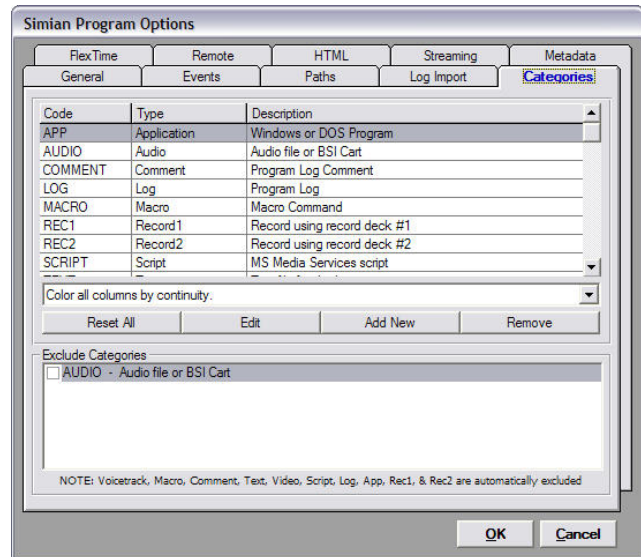 Simian Program Options
FlexTime Remote HTML Streaming Metadata
General Events Paths Log Import Categories
Code Type Description
APP Application Windows or DOS Program
AUDIO Audio Audio file or BSI Cart
COMMENT Comment Program Log Comment
LOG Log Program Log
MACRO Macro Macro Command
REC1 Record1 Record using record deck #1
REC2 Record2 Record using record deck #2
SCRIPT Script MS Media Services script
Color all columns by continuity.
Reset All Edit Add New Remove
Exclude Categories
AUDIO - Audio file or BSI Cart
NOTE: Voicetrack, Macro, Comment, Text, Video, Script, Log, App, Rec1, & Rec2 are automatically excluded
OK Cancel